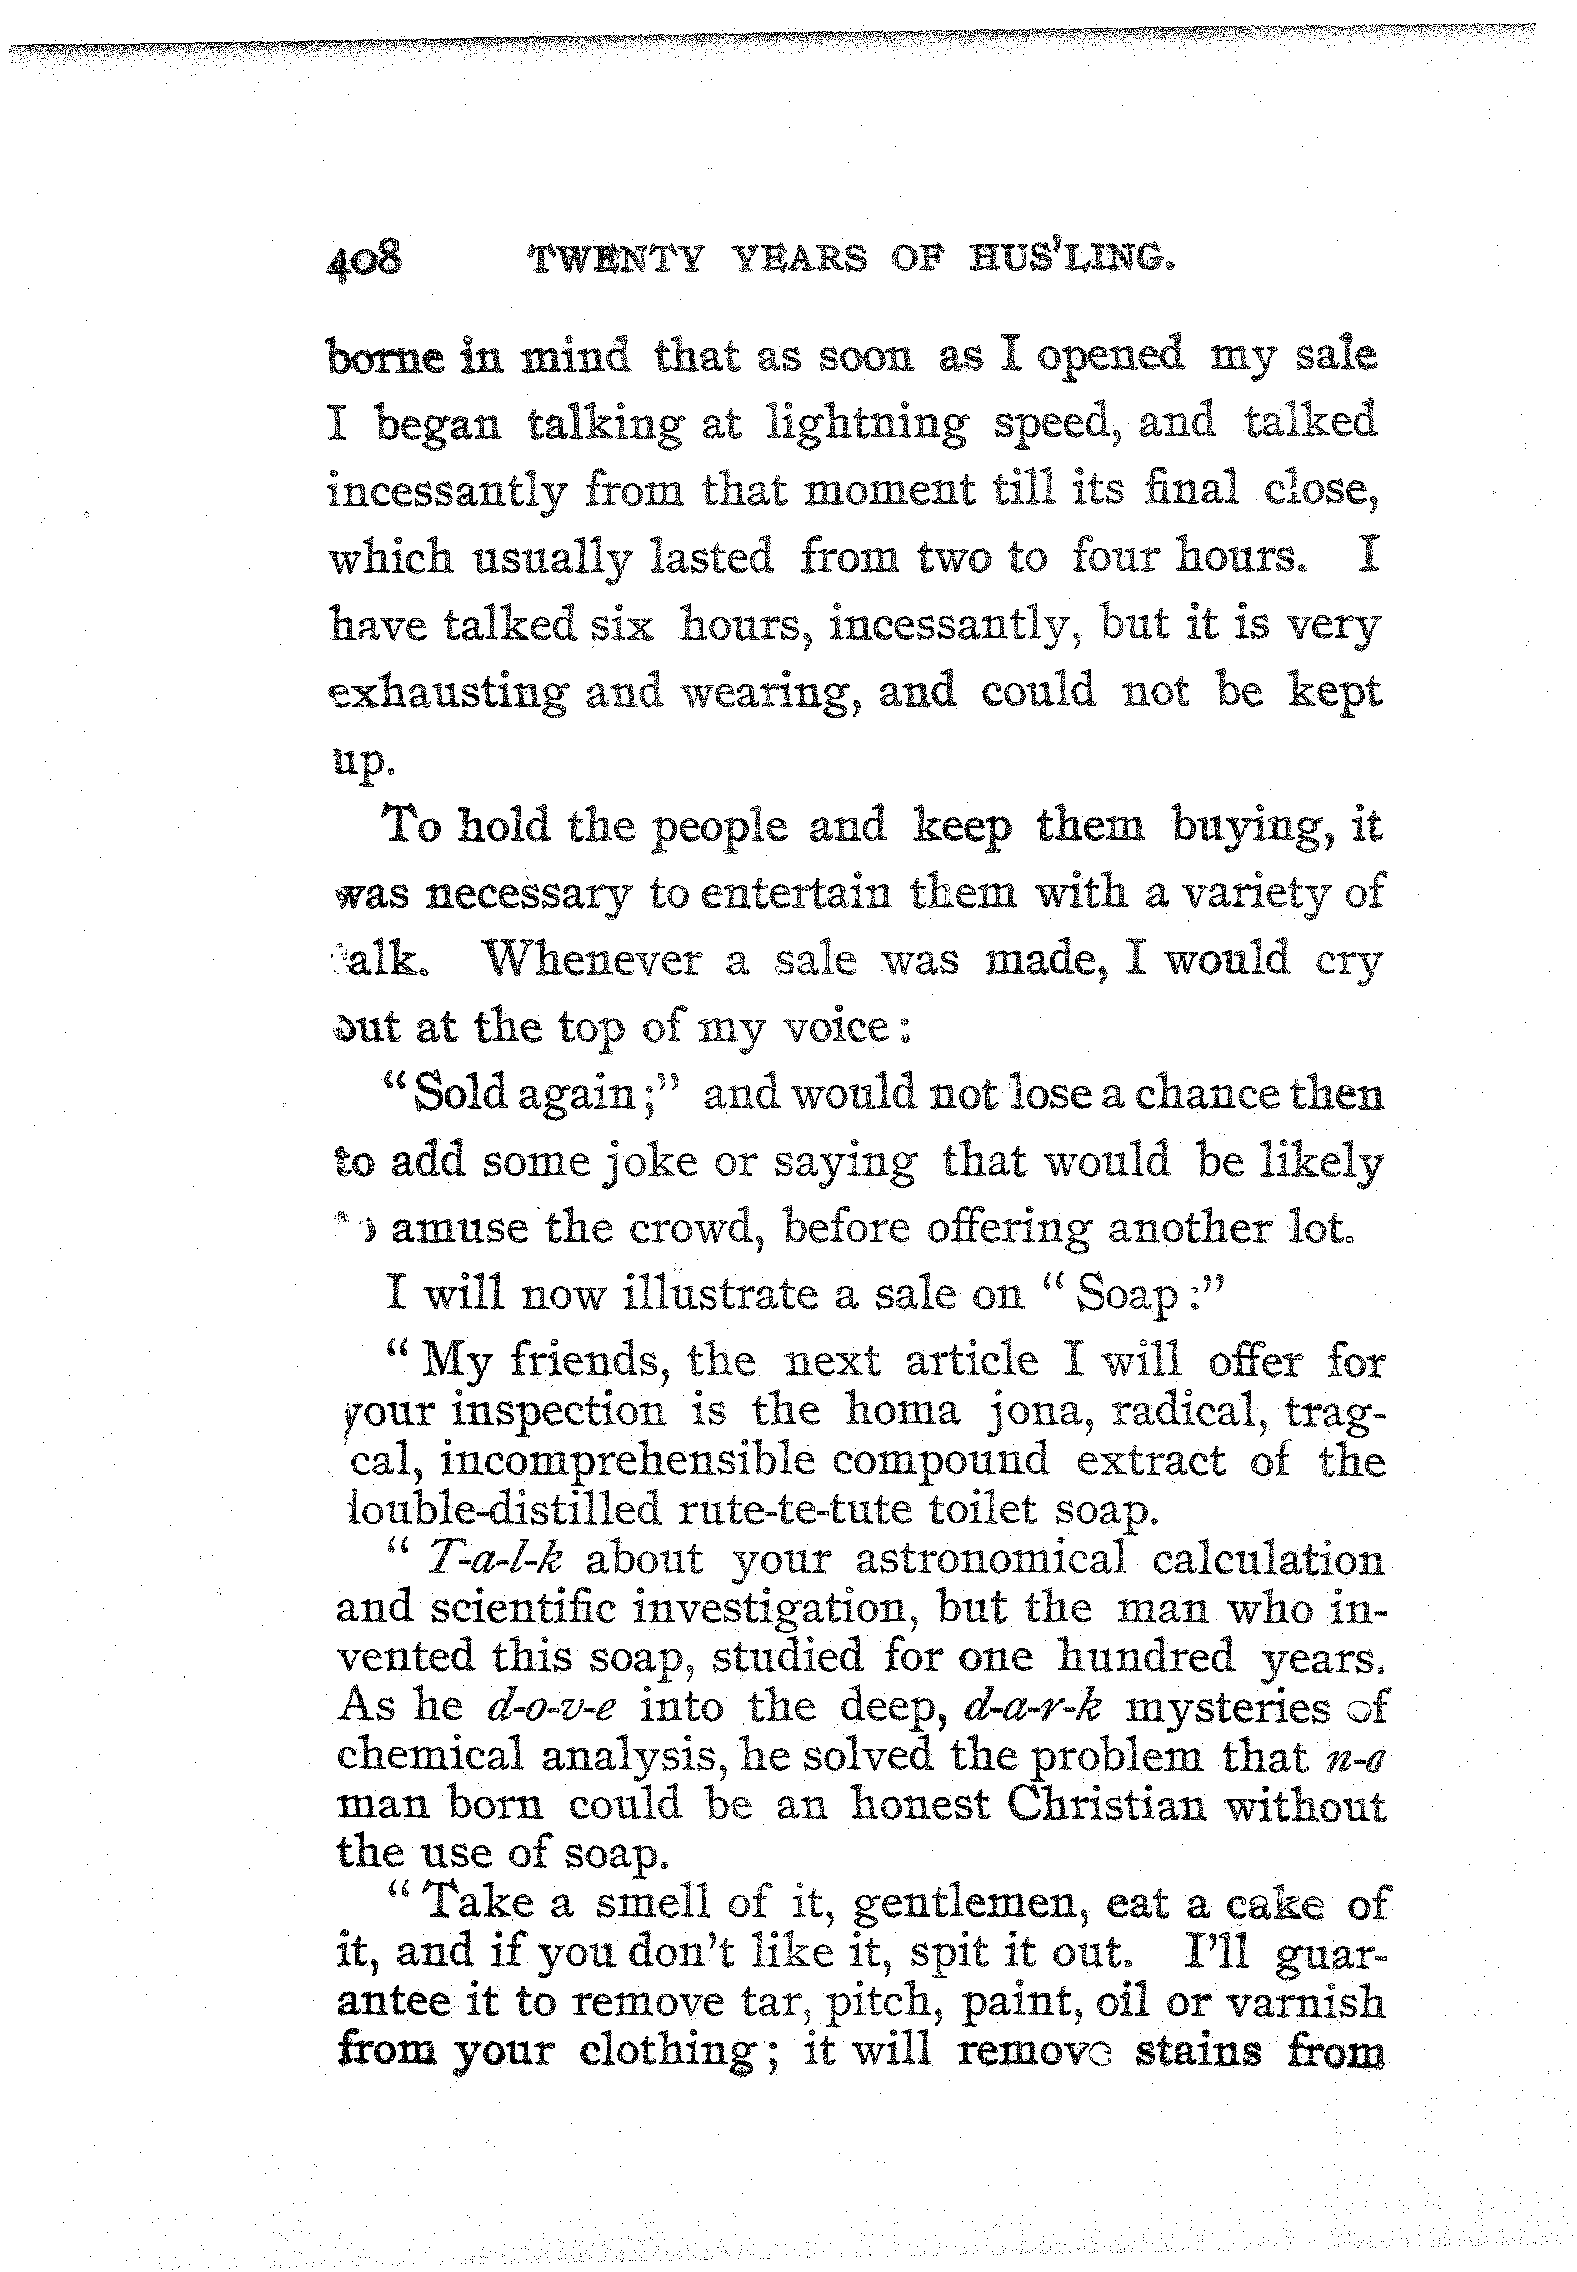 408 TWENTY YEARS OF HUS'LING.
borne in mind that as soon as I opened my sale
I began talking at lightning speed, and talked
incessantly from that moment till its final close,
which usually lasted from two to four hours. I
have talked six hours, incessantly, but it is very
exhausting and wearing, and could not be kept
up.
To hold the people and keep them buying, it
was necessary to entertain them with a variety of
talk. Whenever a sale was made, I would cry
out at the top of my voice:
"Sold again;" and would not lose a chance then
to add some joke or saying that would be likely
to amuse the crowd, before offering another lot.
I will now illustrate a sale on "Soap:"
"My friends, the next article I will offer for
your inspection is the homa jona, radical, trag-
cal, incomprehensible compound extract of the
double-distilled rute-te-tute toilet soap.
"T-a-l-k about your astronomical calculation
and scientific investigation, but the man who in-
vented this soap, studied for one hundred years.
As he d-o-v-e into the deep, d-a-r-k mysteries of
chemical analysis, he solved the problem that n-o
man born could be an honest Christian without
the use of soap.
"Take a smell of it, gentlemen, eat a cake of
it, and if you don't like it, spit it out. I'll guar-
antee it to remove tar, pitch, paint, oil or varnish
from your clothing; it will remove stains from